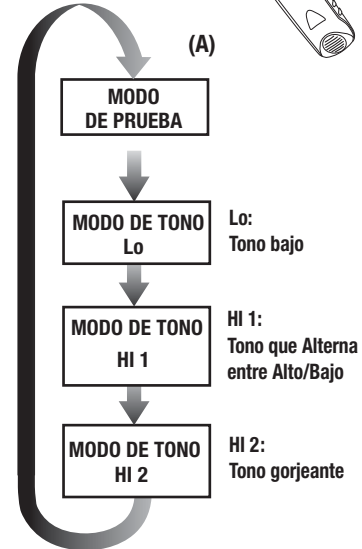 (A)
MODO
DE PRUEBA
MODO DE TONO
Lo
Lo:
Tono bajo
MODO DE TONO
HI 1
HI 1:
Tono que Alterna
entre Alto/Bajo
MODO DE TONO
HI 2
HI 2:
Tono gorjeante